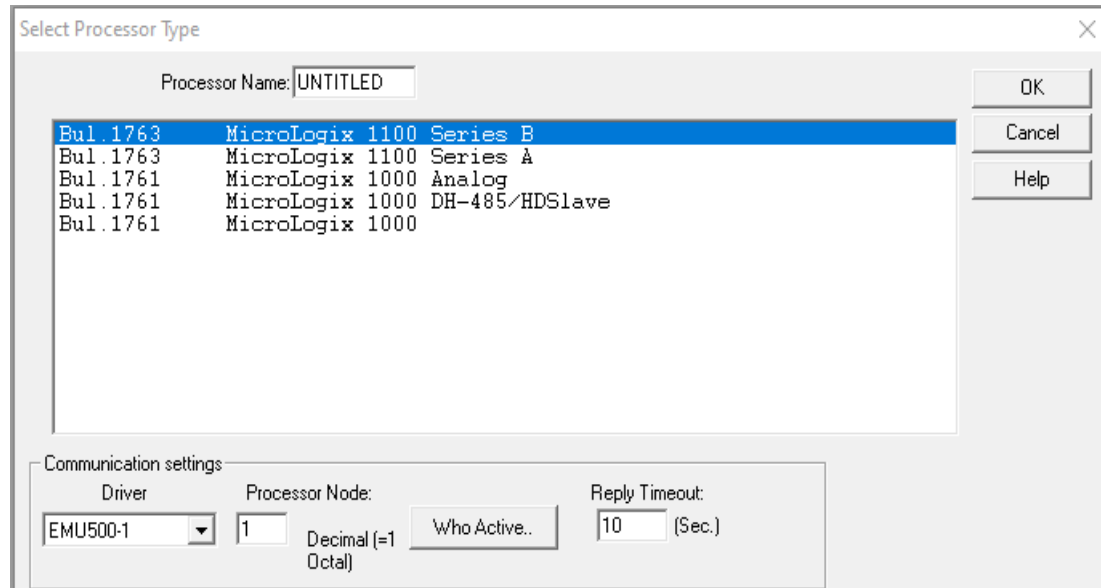 Select Processor Type
Processor Name: UNTITLED
OK
Bul.1763 MicroLogix 1100 Series B
Cancel
Bul.1763 MicroLogix 1100 Series A
Bul.1761 MicroLogix 1000 Analog
Help
Bul.1761 MicroLogix 1000 DH-485/HDSlave
Bul.1761 MicroLogix 1000
Communication settings
Driver Processor Node: Reply Timeout:
EMU500-1 1 Decimal (=1 Who Active.. 10 (Sec.)
Octal)